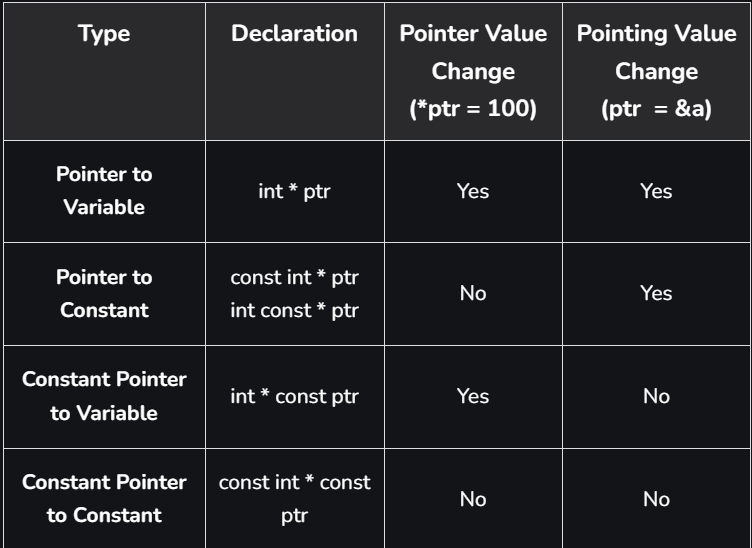 Type Declaration Pointer Value Pointing Value
Change Change
(*ptr = 100) (ptr  = &a)
Pointer to
Variable
int * ptr
Yes
Yes
Pointer to
Constant
const int * ptr
int const * ptr
No
Yes
Constant Pointer
to Variable
int * const ptr
Yes
No
Constant Pointer
to Constant
const int * const
ptr
No
No